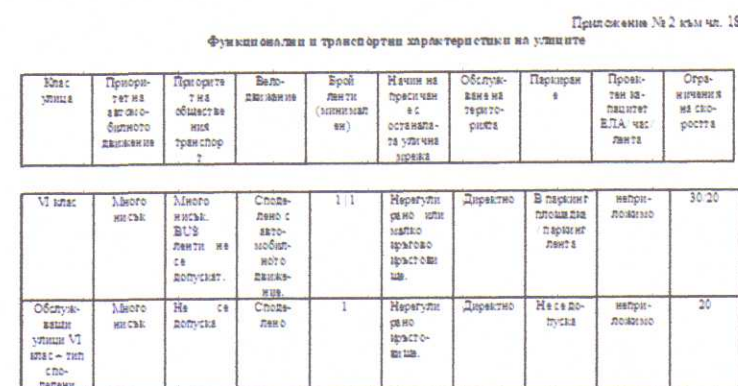 Приложение № 2 към чл. 18
Функционални и транспортни характеристики на улиците
Клас улица
Приори- тет на автомо- билното движение
Приорите т на обществе ния транспор т
Вело- движение
Брой ленти (минимал ен)
Начин на пресичан е с останала- та улична мрежа
Обслуж- ване на терито- рията
Паркиран е
Проек- тен ка- пацитет ЕЛА/час/ лента
Огра- ничения на ско- ростта
VI клас
Много нисък
Много нисък. BUS ленти не се допускат.
Споде- лено с авто- мобил- ното движе- ние.
1+1
Нерегули рано или малко кръгово кръстови ще.
Директно
В паркинг площадка / паркинг лента
непри- ложимо
30/20
Обслуж- ващи улици VI клас – тип спо- делени
Много нисък
Не се допуска
Споде- лено
1
Нерегули рано кръсто- вище.
Директно
Не се до- пуска
непри- ложимо
20